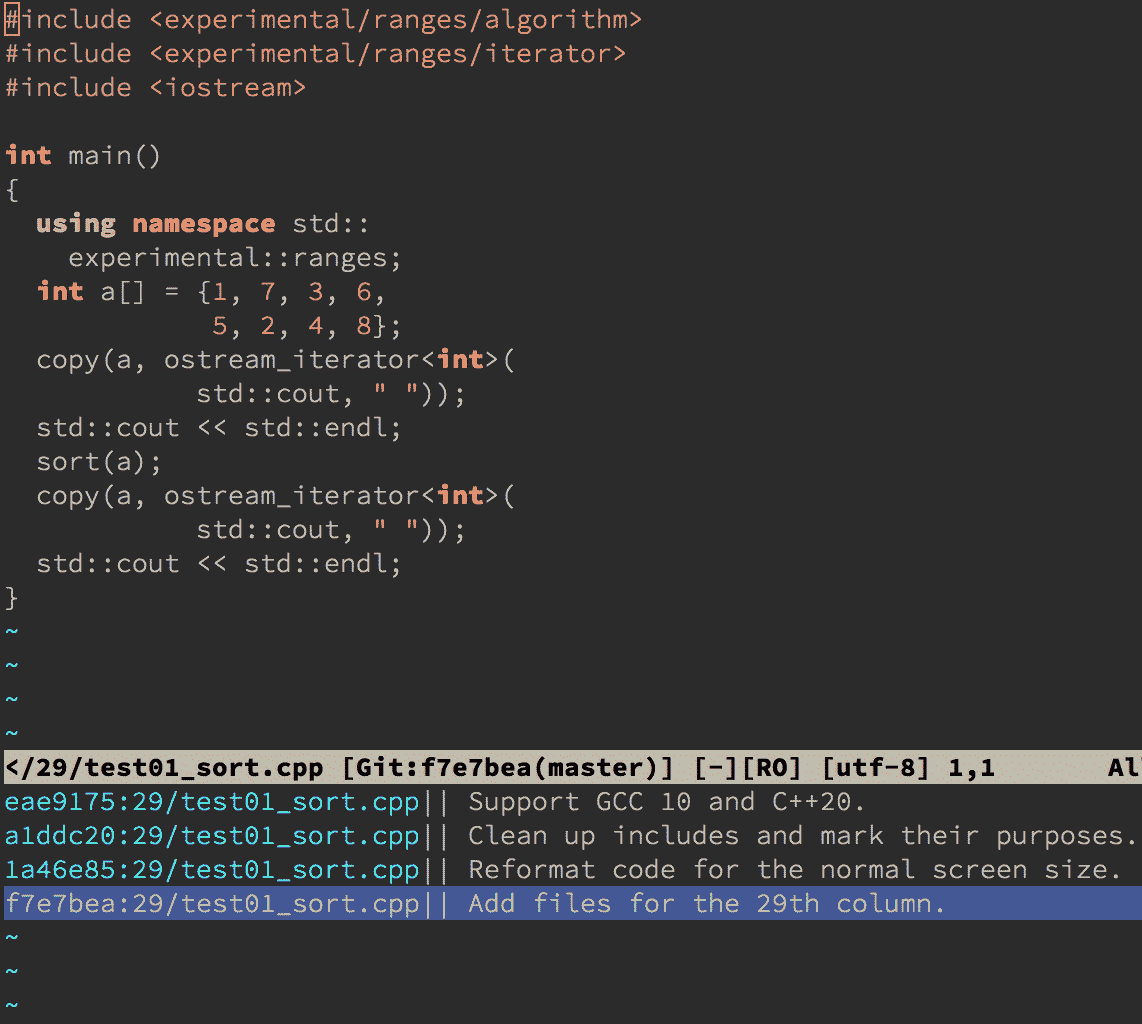 #include <experimental/ranges/algorithm>
#include <experimental/ranges/iterator>
#include <iostream>

int main()
{
  using namespace std::
    experimental::ranges;
  int a[] = {1, 7, 3, 6,
             5, 2, 4, 8};
  copy(a, ostream_iterator<int>(
            std::cout, " "));
  std::cout << std::endl;
  sort(a);
  copy(a, ostream_iterator<int>(
            std::cout, " "));
  std::cout << std::endl;
}
~
~
~
~
</29/test01_sort.cpp [Git:f7e7bea(master)] [-][RO] [utf-8] 1,1       Al
eae9175:29/test01_sort.cpp|| Support GCC 10 and C++20.
a1ddc20:29/test01_sort.cpp|| Clean up includes and mark their purposes.
1a46e85:29/test01_sort.cpp|| Reformat code for the normal screen size.
f7e7bea:29/test01_sort.cpp|| Add files for the 29th column.
~
~
~